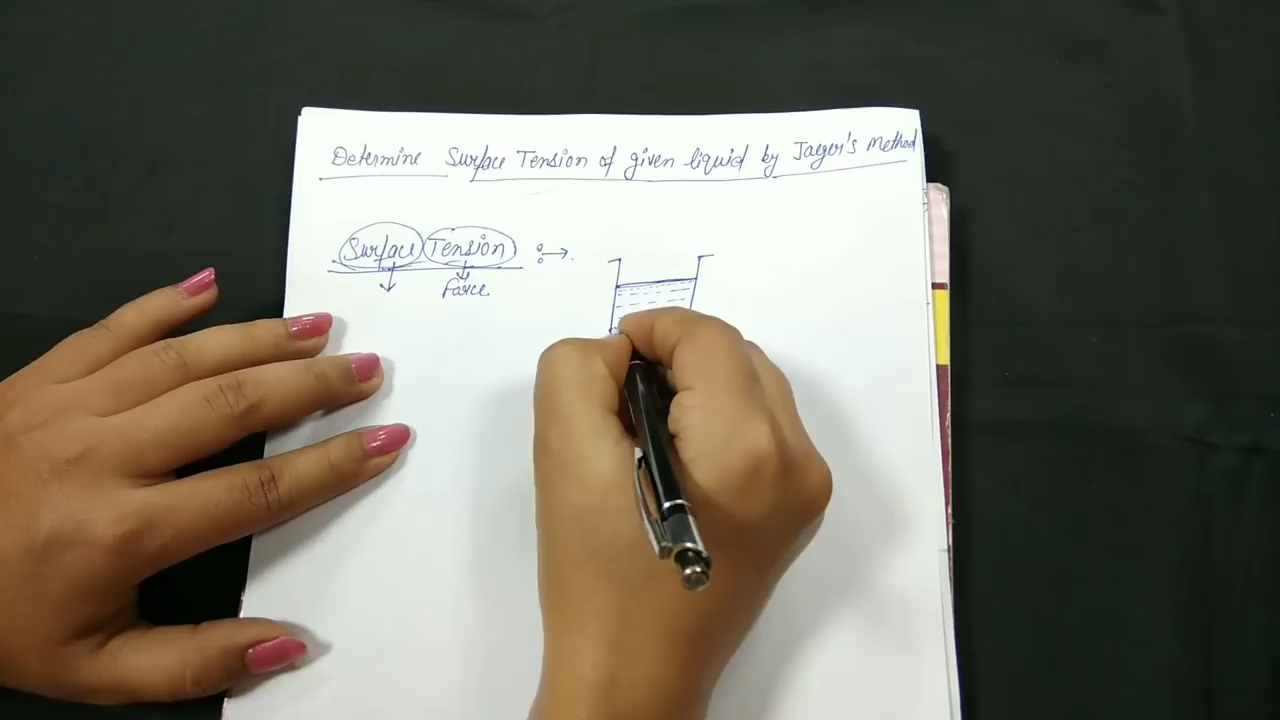 Determine Surface Tension of given liquid by Jaeger's Method
Surface Tension
Force